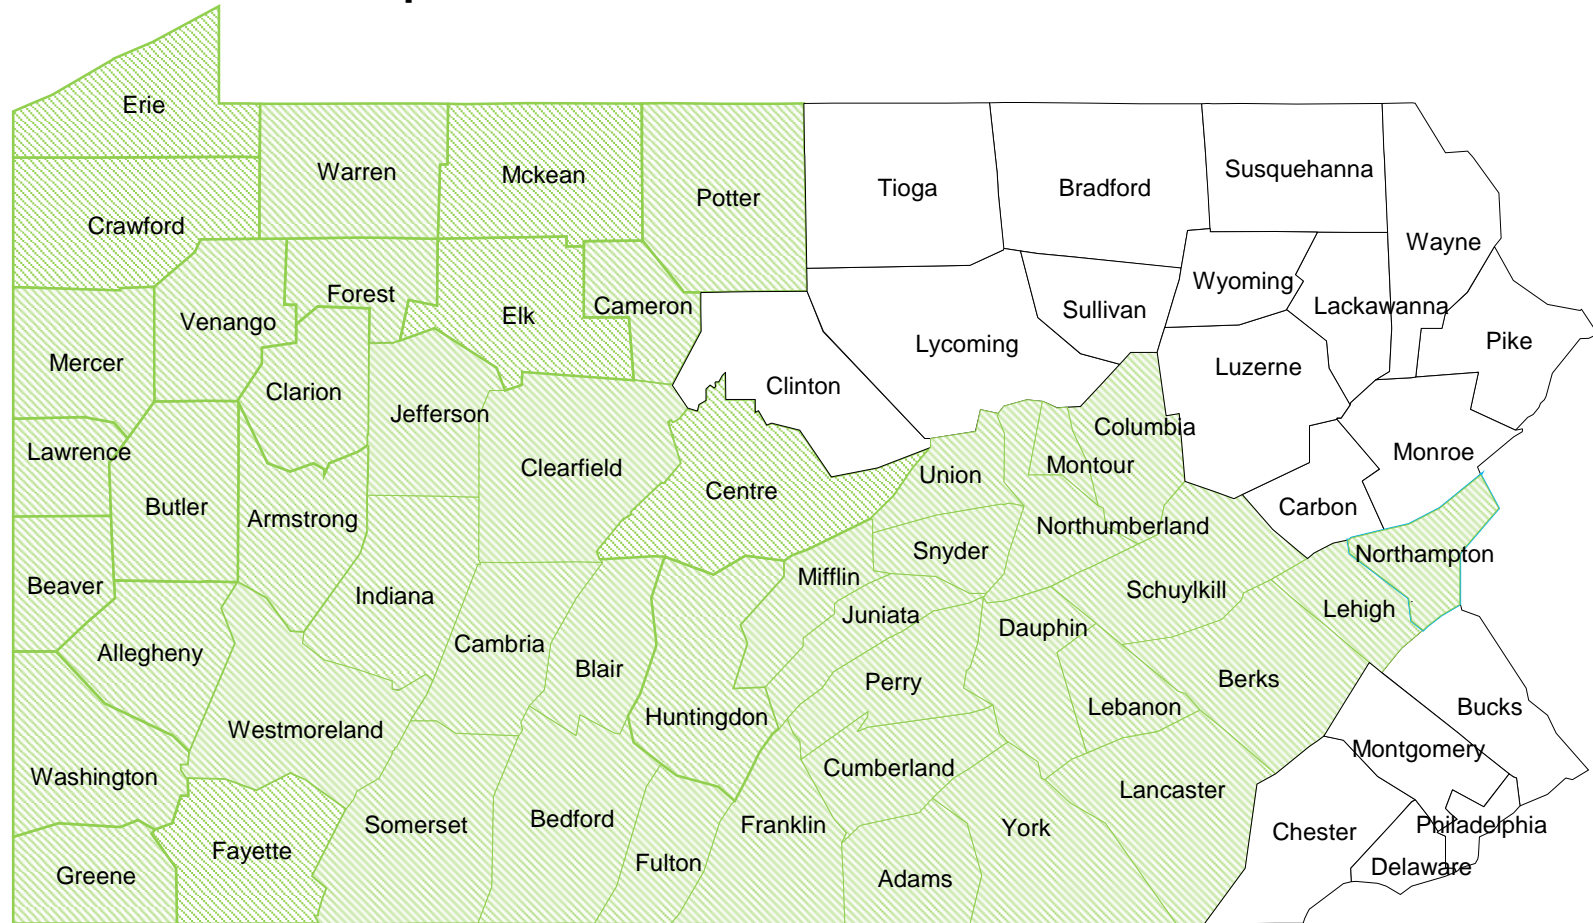 Erie
Warren
Mckean
Potter
Tioga
Bradford
Susquehanna
Wayne
Crawford
Forest
Venango
Elk
Cameron
Sullivan
Wyoming
Lackawanna
Pike
Mercer
Clarion
Jefferson
Clinton
Lycoming
Luzerne
Columbia
Monroe
Lawrence
Butler
Armstrong
Clearfield
Centre
Union
Montour
Carbon
Northumberland
Snyder
Northampton
Beaver
Indiana
Mifflin
Juniata
Schuylkill
Lehigh
Allegheny
Cambria
Blair
Dauphin
Perry
Berks
Westmoreland
Huntingdon
Lebanon
Bucks
Montgomery
Washington
Cumberland
Lancaster
Somerset
Bedford
Franklin
York
Chester
Philadelphia
Fayette
Fulton
Delaware
Greene
Adams